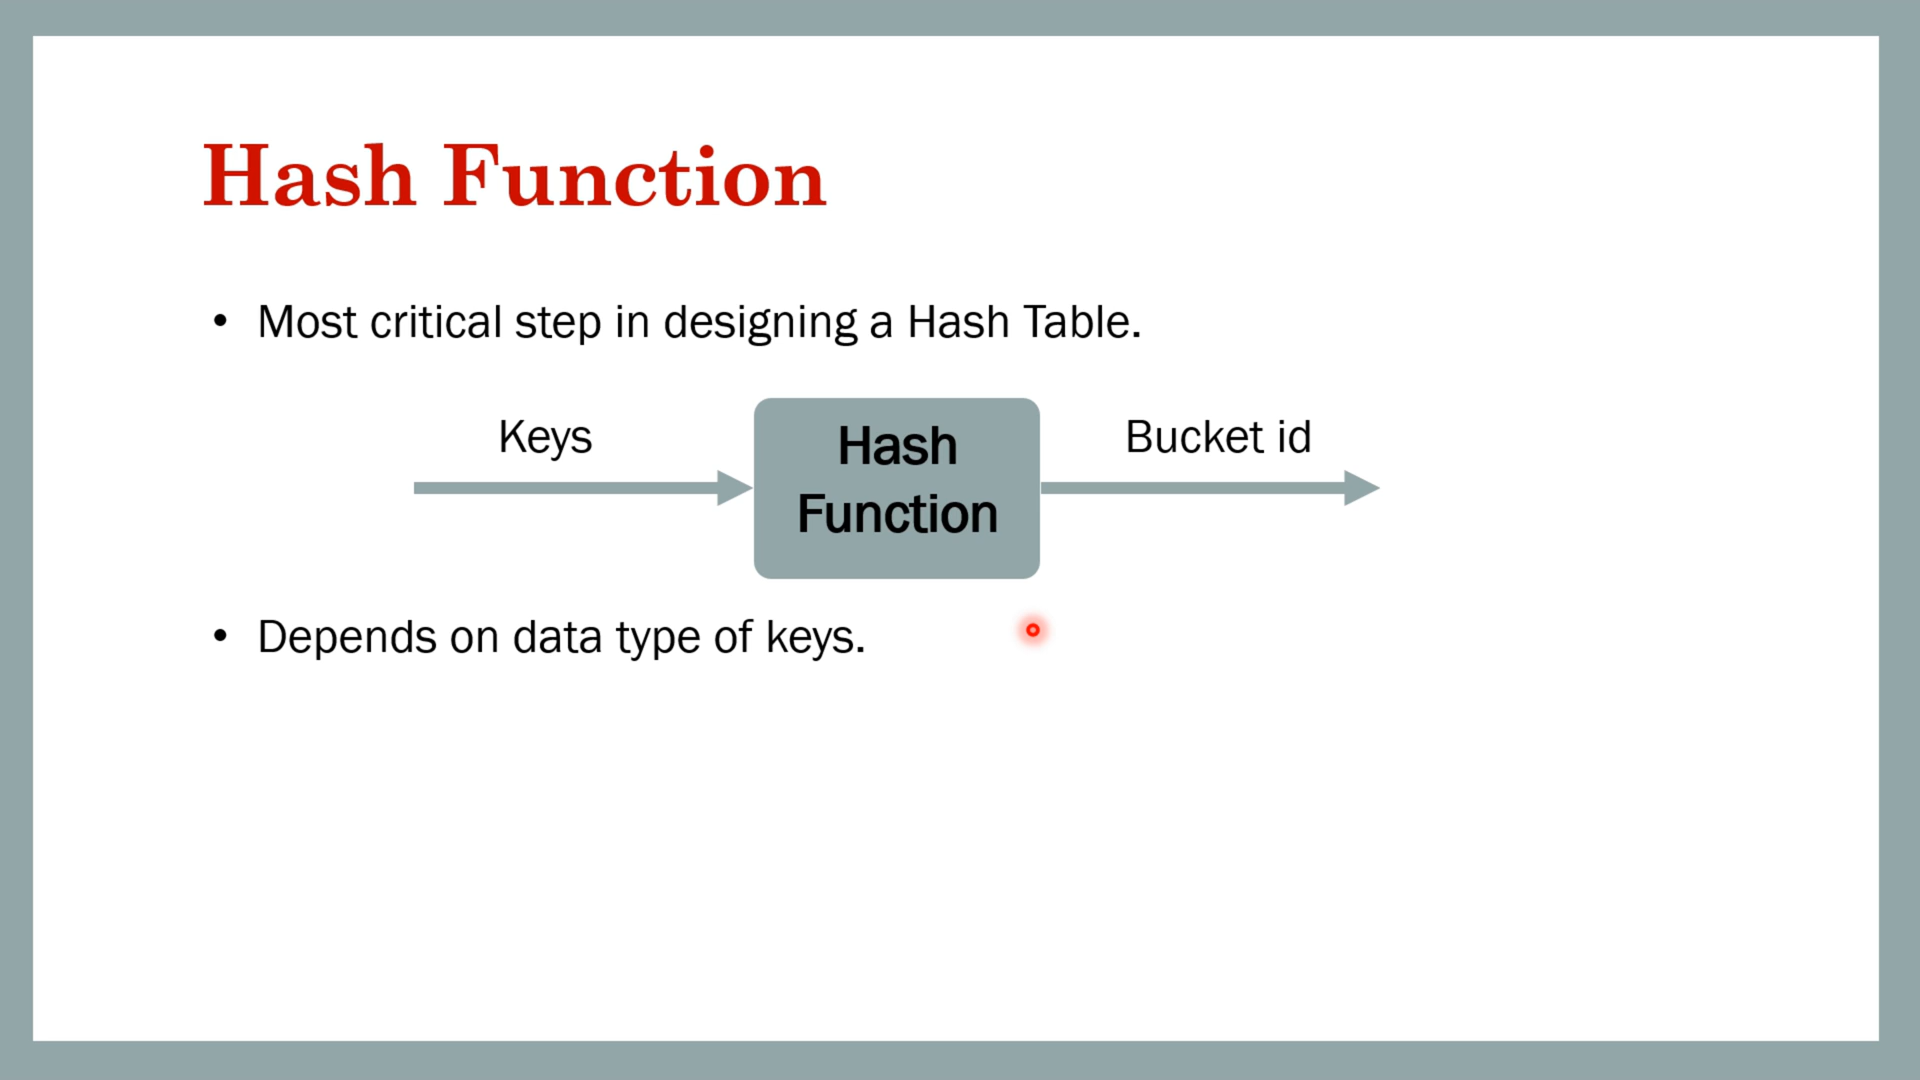 Hash Function
• Most critical step in designing a Hash Table.
Keys
Hash
Function
Bucket id
• Depends on data type of keys.